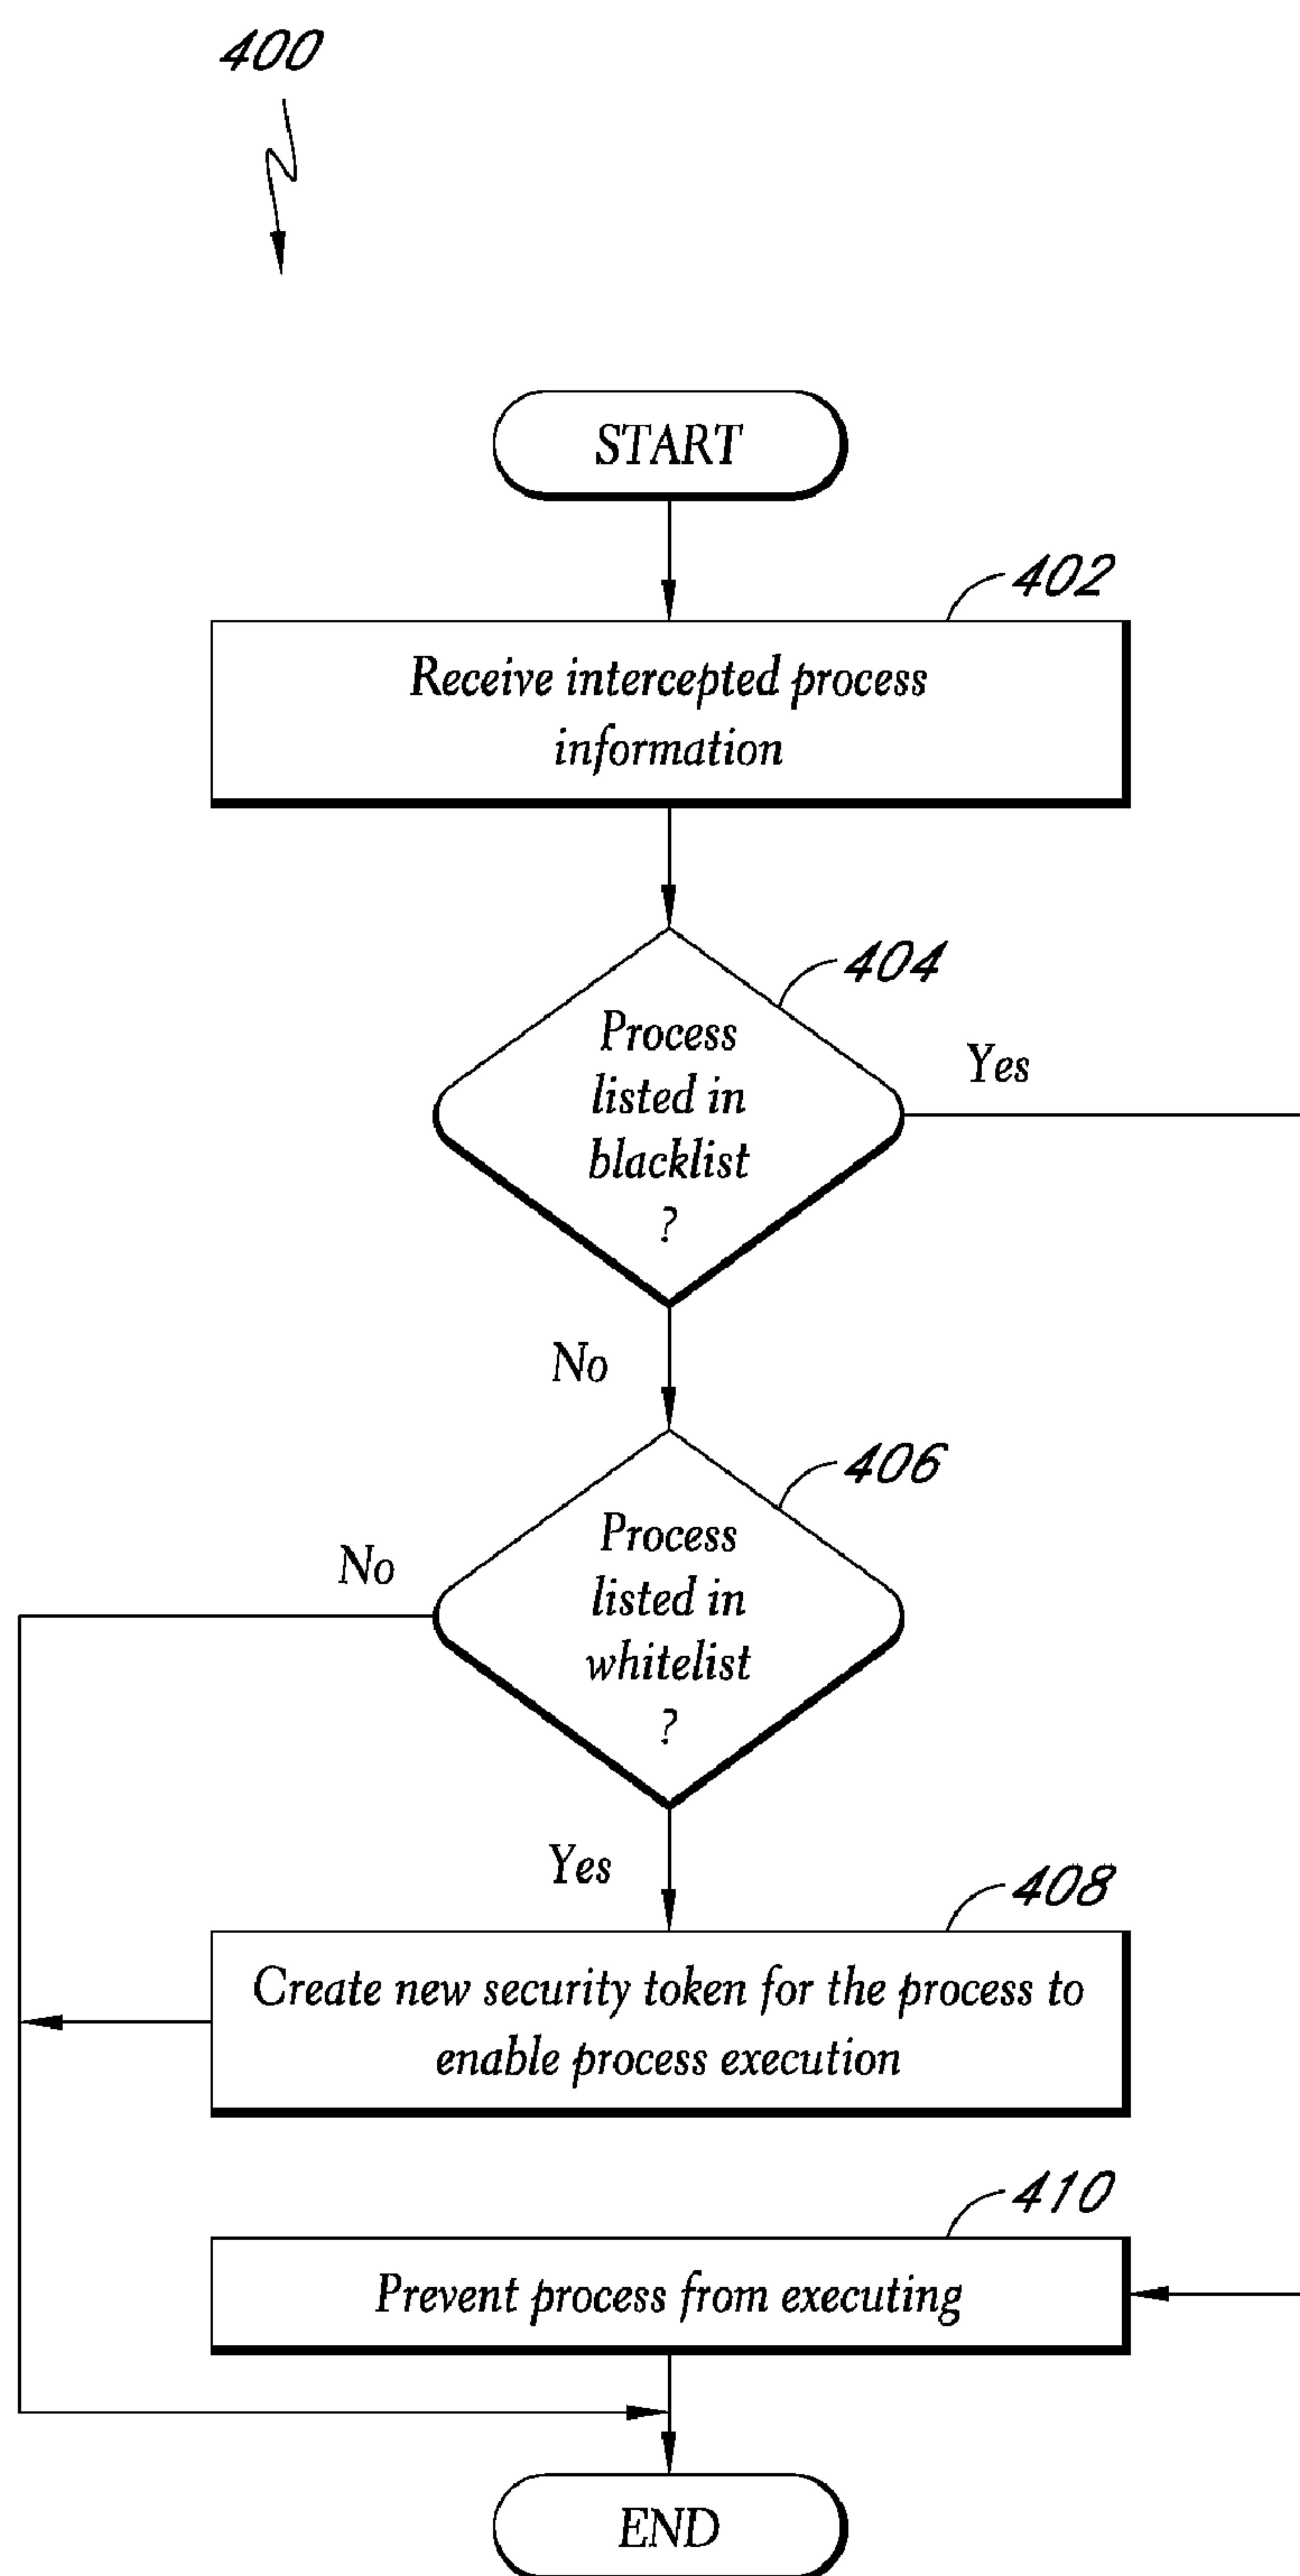 400
START
402
Receive intercepted process
information
404
Process
listed in
blacklist
?
Yes
No
406
Process
listed in
whitelist
?
No
Yes
408
Create new security token for the process to
enable process execution
410
Prevent process from executing
END